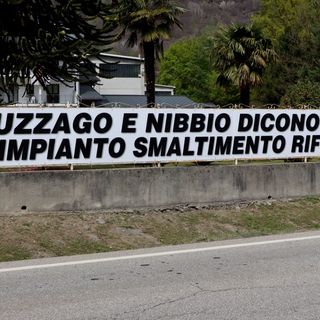 UZZAGO E NIBBIO DICONO
IMPIANTO SMALTIMENTO RIF